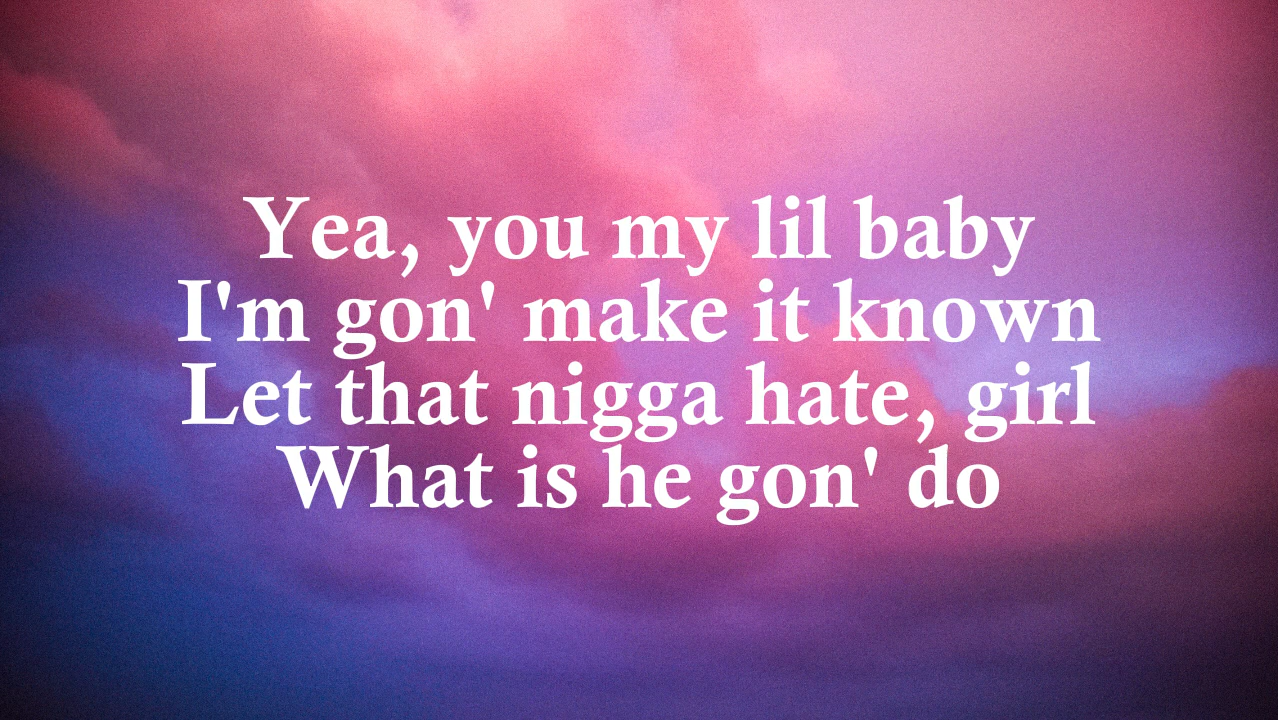 Yea, you my lil baby
I'm gon' make it known
Let that nigga hate, girl
What is he gon' do